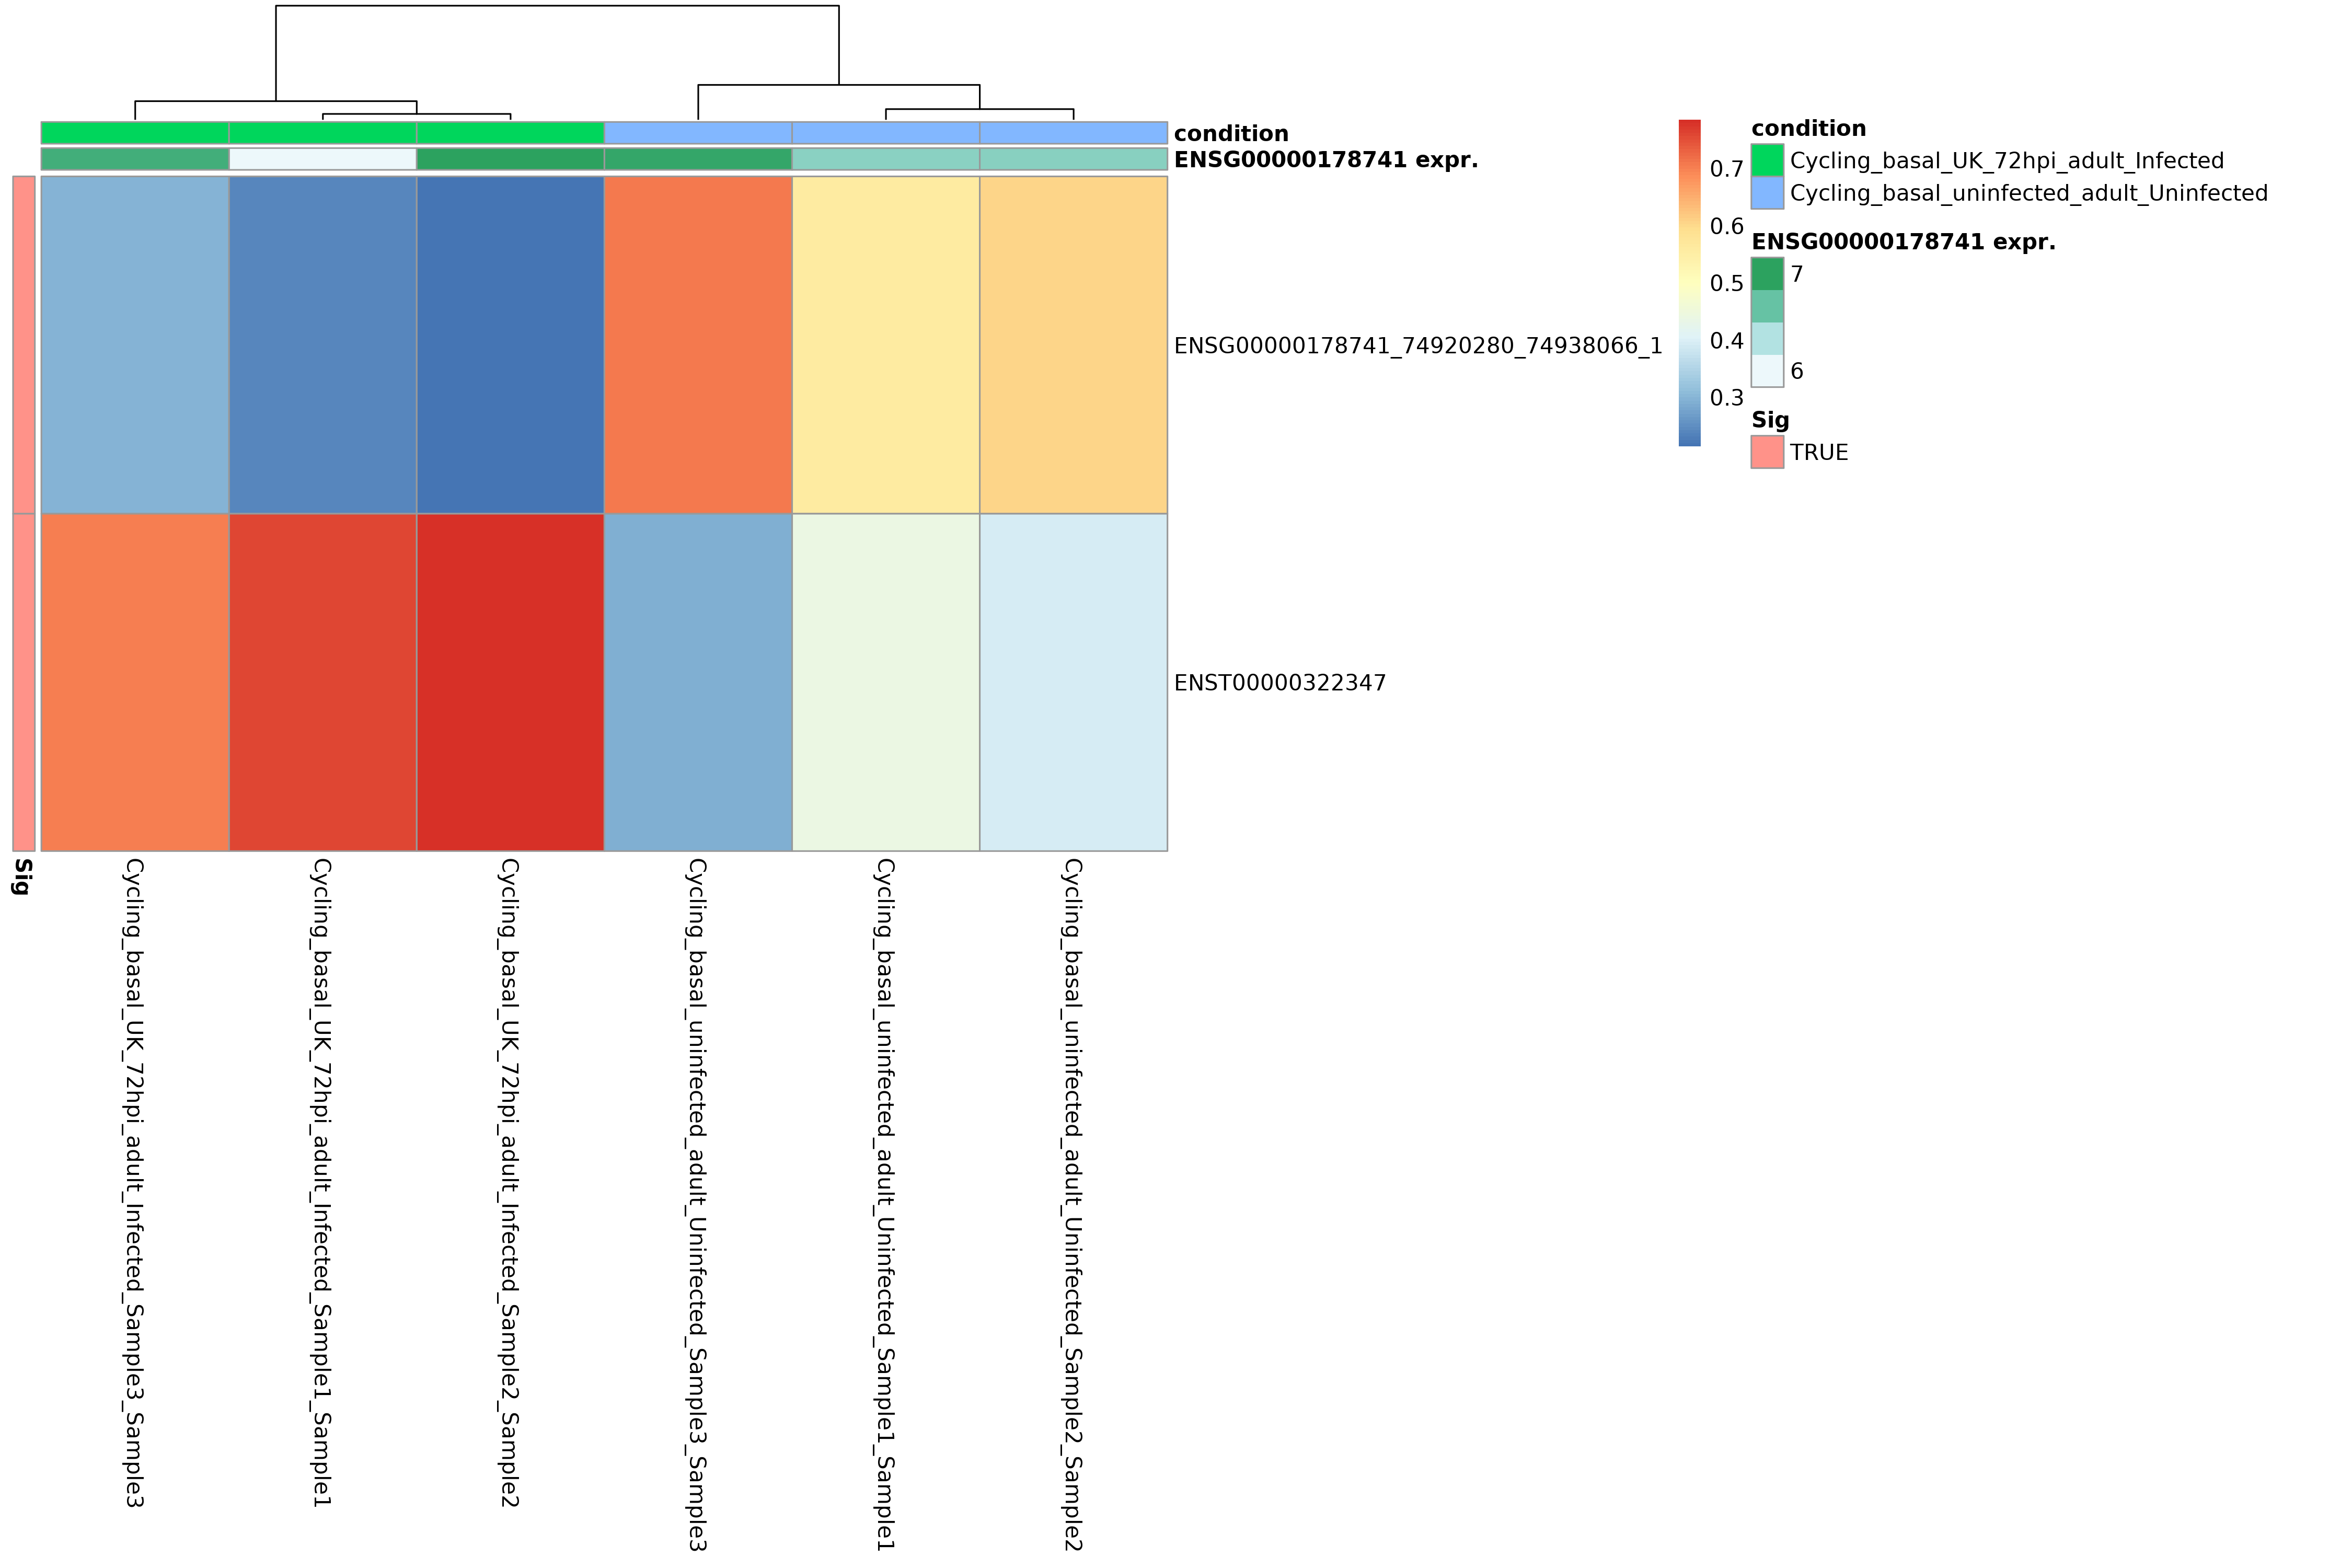 condition
ENSG00000178741 expr.
ENSG00000178741_74920280_74938066_1
ENST00000322347
Sig
Cycling_basal_UK_72hpi_adult_Infected_Sample3_Sample3
Cycling_basal_UK_72hpi_adult_Infected_Sample1_Sample1
Cycling_basal_UK_72hpi_adult_Infected_Sample2_Sample2
Cycling_basal_uninfected_adult_Uninfected_Sample3_Sample3
Cycling_basal_uninfected_adult_Uninfected_Sample1_Sample1
Cycling_basal_uninfected_adult_Uninfected_Sample2_Sample2
0.7
0.6
0.5
0.4
0.3
condition
Cycling_basal_UK_72hpi_adult_Infected
Cycling_basal_uninfected_adult_Uninfected
ENSG00000178741 expr.
7
6
Sig
TRUE